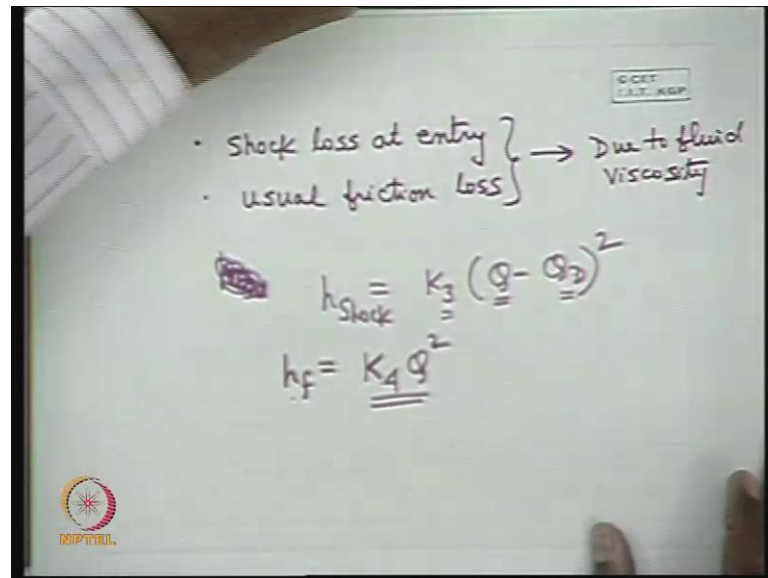 © CET
I.I.T. KGP
• Shock loss at entry } → Due to fluid
• usual friction loss } viscosity
h_Shock = K_3 (Q - Q_D)^2
h_f = K_4 Q^2
NPTEL